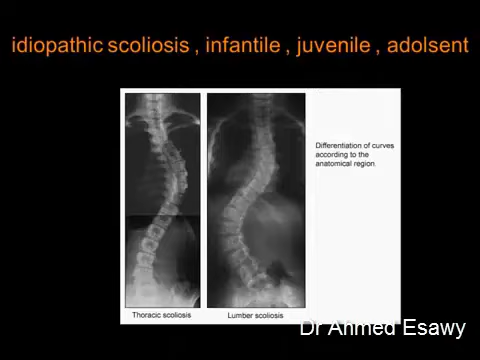 idiopathic scoliosis , infantile , juvenile , adolsent
Differentiation of curves
according to the
anatomical region
Thoracic scoliosis
Lumber scoliosis
Dr Ahmed Esawy